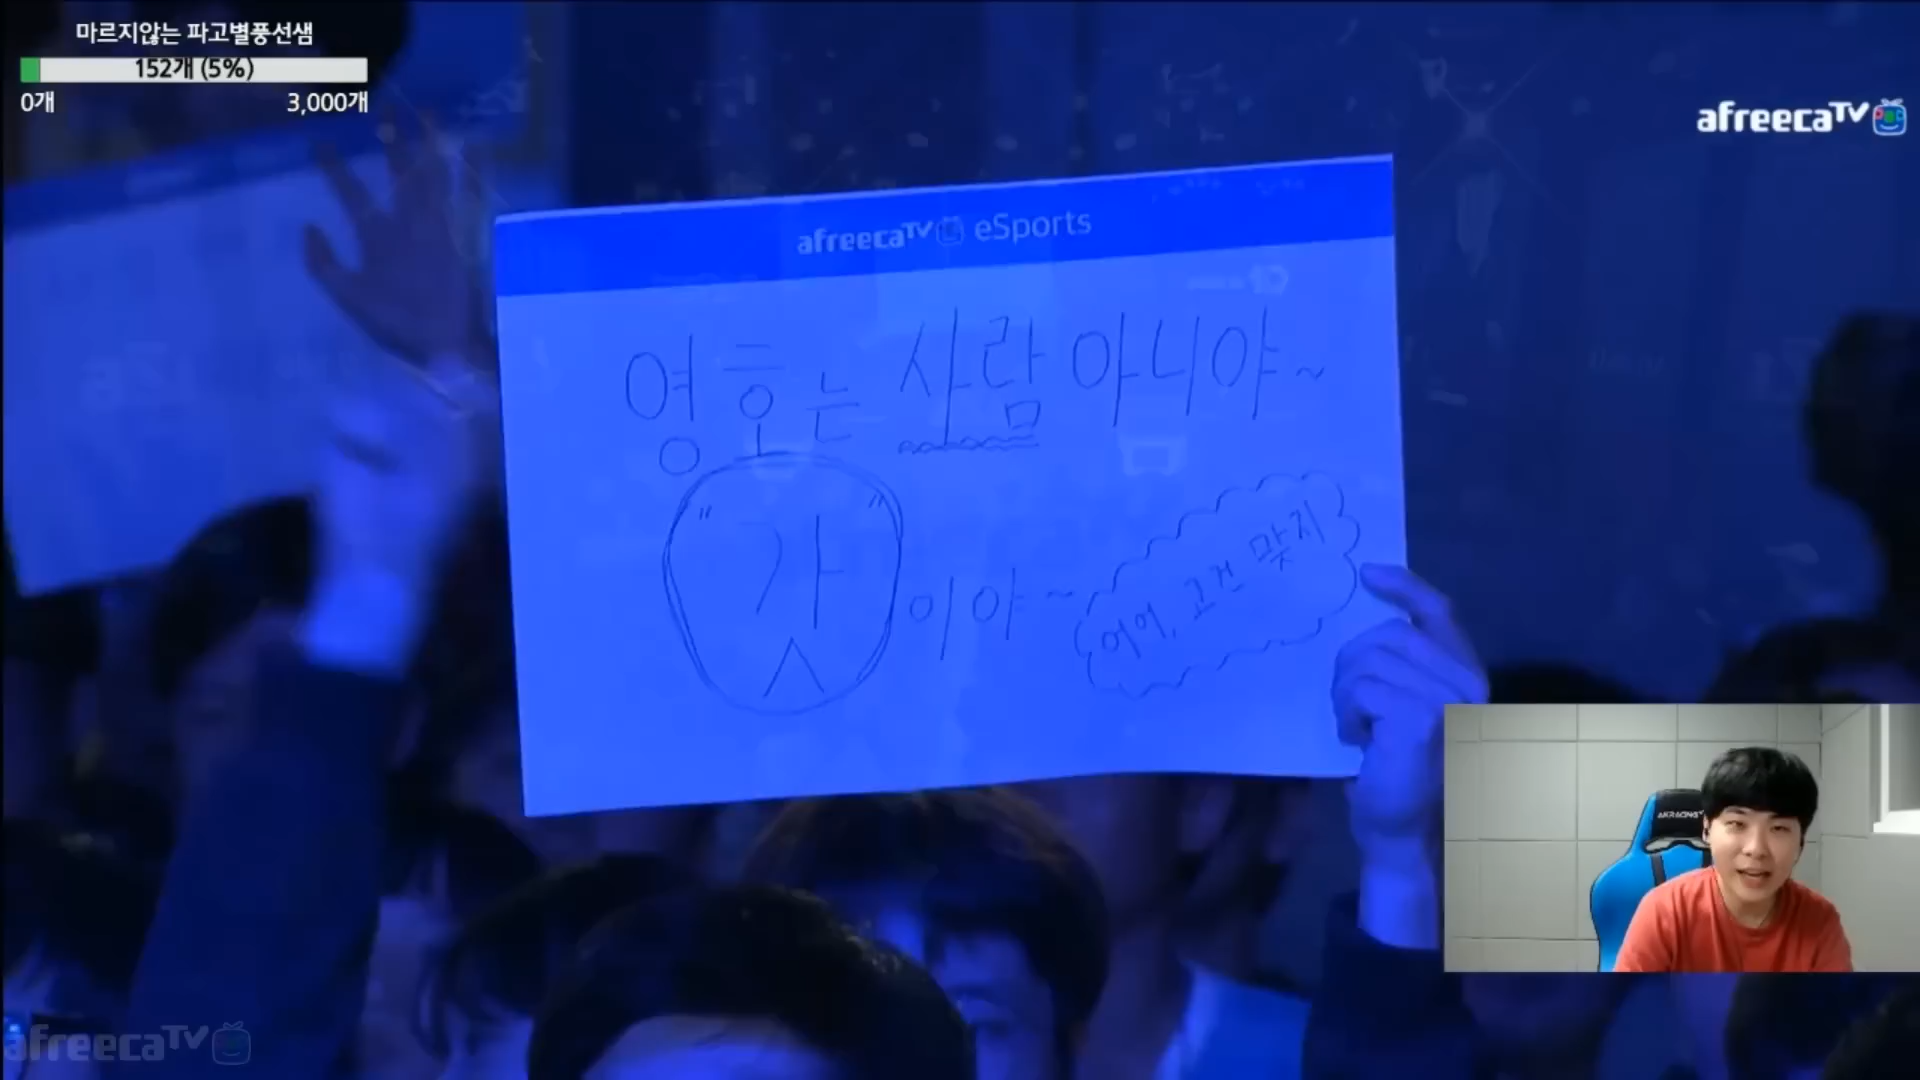 마르지않는 파고별풍선샘
152개 (5%)
0개 3,000개
afreecaTV
afreecaTV eSports
영호는 사람 아니야~
"갓"이야~
어어, 고건 맞지
AKRACING
afreecaTV